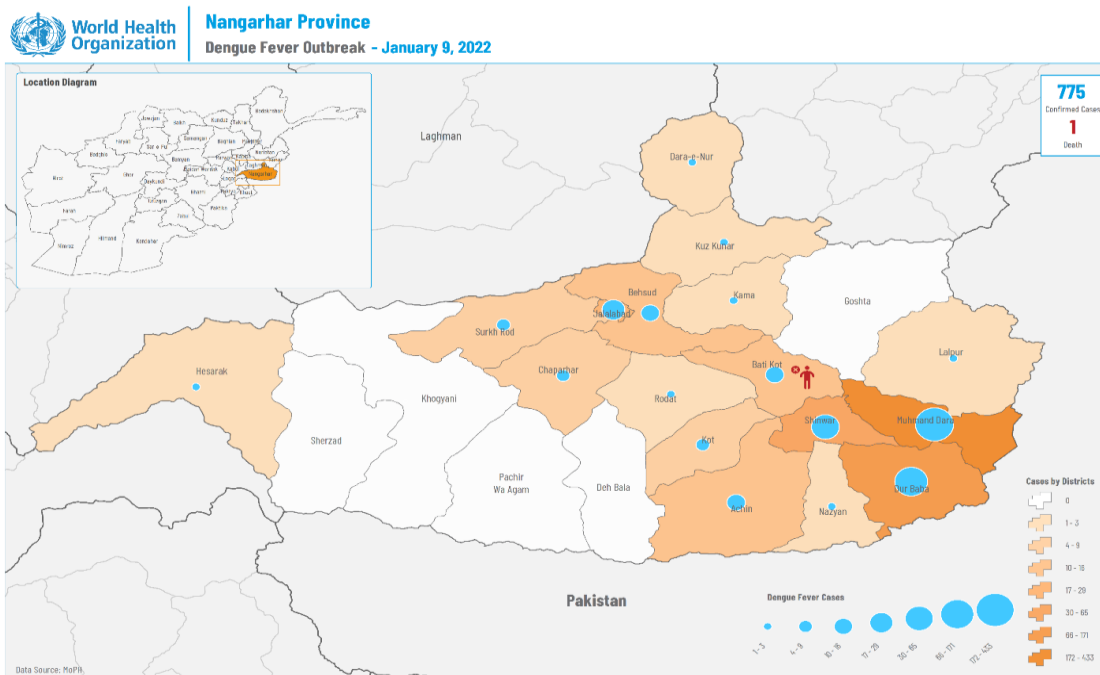 World Health
Organization
Nangarhar Province
Dengue Fever Outbreak - January 9, 2022
Location Diagram
775
Confirmed Cases
1
Death
Laghman
Dara-e-Nur
Kuz Kunar
Kama
Goshta
Behsud
Jalalabad
Surkh Rod
Lalpur
Hesarak
Chaparhar
Bati Kot
Khogyani
Rodat
Sherzad
Shinwar
Muhmand Dara
Kot
Pachir
Wa Agam
Deh Bala
Dur Baba
Achin
Nazyan
Pakistan
Cases by Districts
0
1 - 3
4 - 9
10 - 16
17 - 29
30 - 65
66 - 171
172 - 433
Dengue Fever Cases
1 - 3
4 - 9
10 - 16
17 - 29
30 - 65
66 - 171
172 - 433
Data Source: MoPH